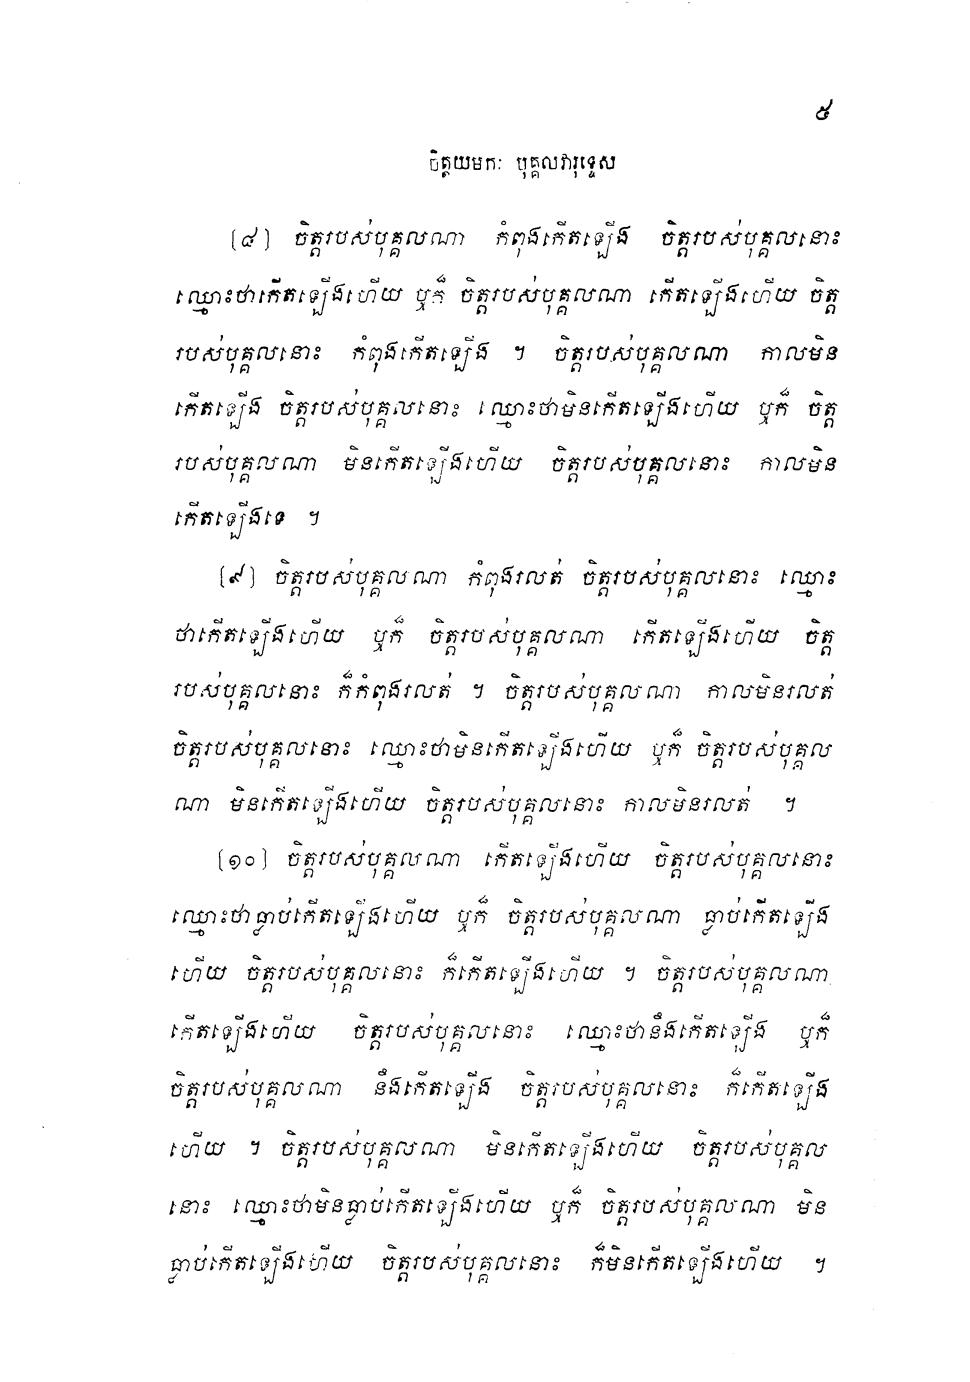 ៥
ចិត្តយមកៈ បុគ្គលវារុទ្ទេស
(៨) ចិត្តរបស់បុគ្គលណា កំពុងកើតឡើង ចិត្តរបស់បុគ្គលនោះ
ឈ្មោះថាកើតឡើងហើយ ឬក៏ ចិត្តរបស់បុគ្គលណា កើតឡើងហើយ ចិត្ត
របស់បុគ្គលនោះ កំពុងកើតឡើង ។ ចិត្តរបស់បុគ្គលណា កាលមិន
កើតឡើង ចិត្តរបស់បុគ្គលនោះ ឈ្មោះថាមិនកើតឡើងហើយ ឬក៏ ចិត្ត
របស់បុគ្គលណា មិនកើតឡើងហើយ ចិត្តរបស់បុគ្គលនោះ កាលមិន
កើតឡើងទេ ។
(៩) ចិត្តរបស់បុគ្គលណា កំពុងរលត់ ចិត្តរបស់បុគ្គលនោះ ឈ្មោះ
ថាកើតឡើងហើយ ឬក៏ ចិត្តរបស់បុគ្គលណា កើតឡើងហើយ ចិត្ត
របស់បុគ្គលនោះ ក៏កំពុងរលត់ ។ ចិត្តរបស់បុគ្គលណា កាលមិនរលត់
ចិត្តរបស់បុគ្គលនោះ ឈ្មោះថាមិនកើតឡើងហើយ ឬក៏ ចិត្តរបស់បុគ្គល
ណា មិនកើតឡើងហើយ ចិត្តរបស់បុគ្គលនោះ កាលមិនរលត់ ។
(១០) ចិត្តរបស់បុគ្គលណា កើតឡើងហើយ ចិត្តរបស់បុគ្គលនោះ
ឈ្មោះថាធ្លាប់កើតឡើងហើយ ឬក៏ ចិត្តរបស់បុគ្គលណា ធ្លាប់កើតឡើង
ហើយ ចិត្តរបស់បុគ្គលនោះ ក៏កើតឡើងហើយ ។ ចិត្តរបស់បុគ្គលណា
កើតឡើងហើយ ចិត្តរបស់បុគ្គលនោះ ឈ្មោះថានឹងកើតឡើង ឬក៏
ចិត្តរបស់បុគ្គលណា នឹងកើតឡើង ចិត្តរបស់បុគ្គលនោះ ក៏កើតឡើង
ហើយ ។ ចិត្តរបស់បុគ្គលណា មិនកើតឡើងហើយ ចិត្តរបស់បុគ្គល
នោះ ឈ្មោះថាមិនធ្លាប់កើតឡើងហើយ ឬក៏ ចិត្តរបស់បុគ្គលណា មិន
ធ្លាប់កើតឡើងហើយ ចិត្តរបស់បុគ្គលនោះ ក៏មិនកើតឡើងហើយ ។